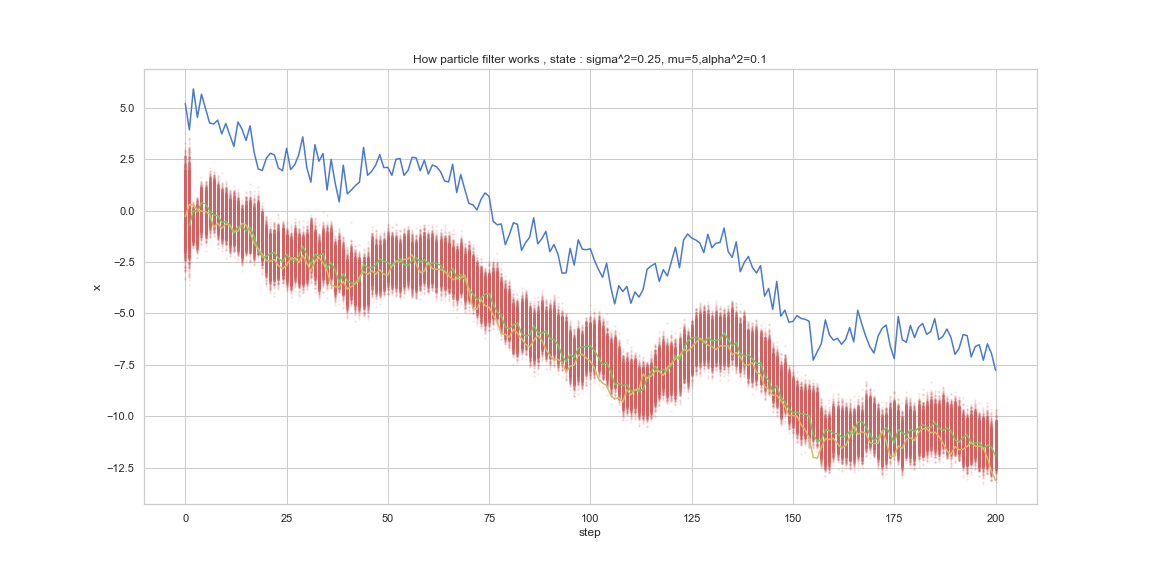 How particle filter works , state : sigma^2=0.25, mu=5,alpha^2=0.1
5.0
2.5
0.0
−2.5
−5.0
−7.5
−10.0
−12.5
x
0 25 50 75 100 125 150 175 200
step